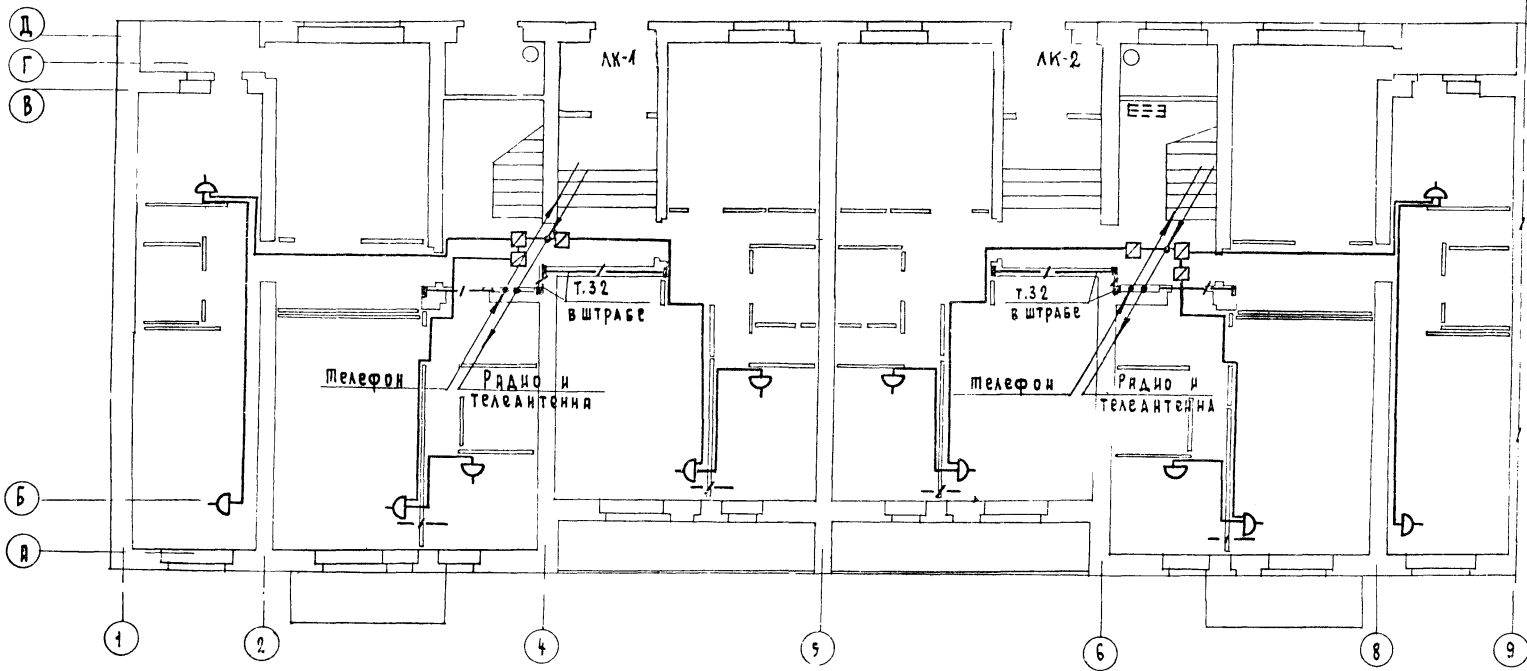 Д
Г
В
ЛК-1
ЛК-2
Т.32
В ШТРАБЕ
Т.32
В ШТРАБЕ
Телефон
Радио и
телеантенна
Телефон
Радио и
телеантенна
Б
А
1
2
4
5
6
8
9